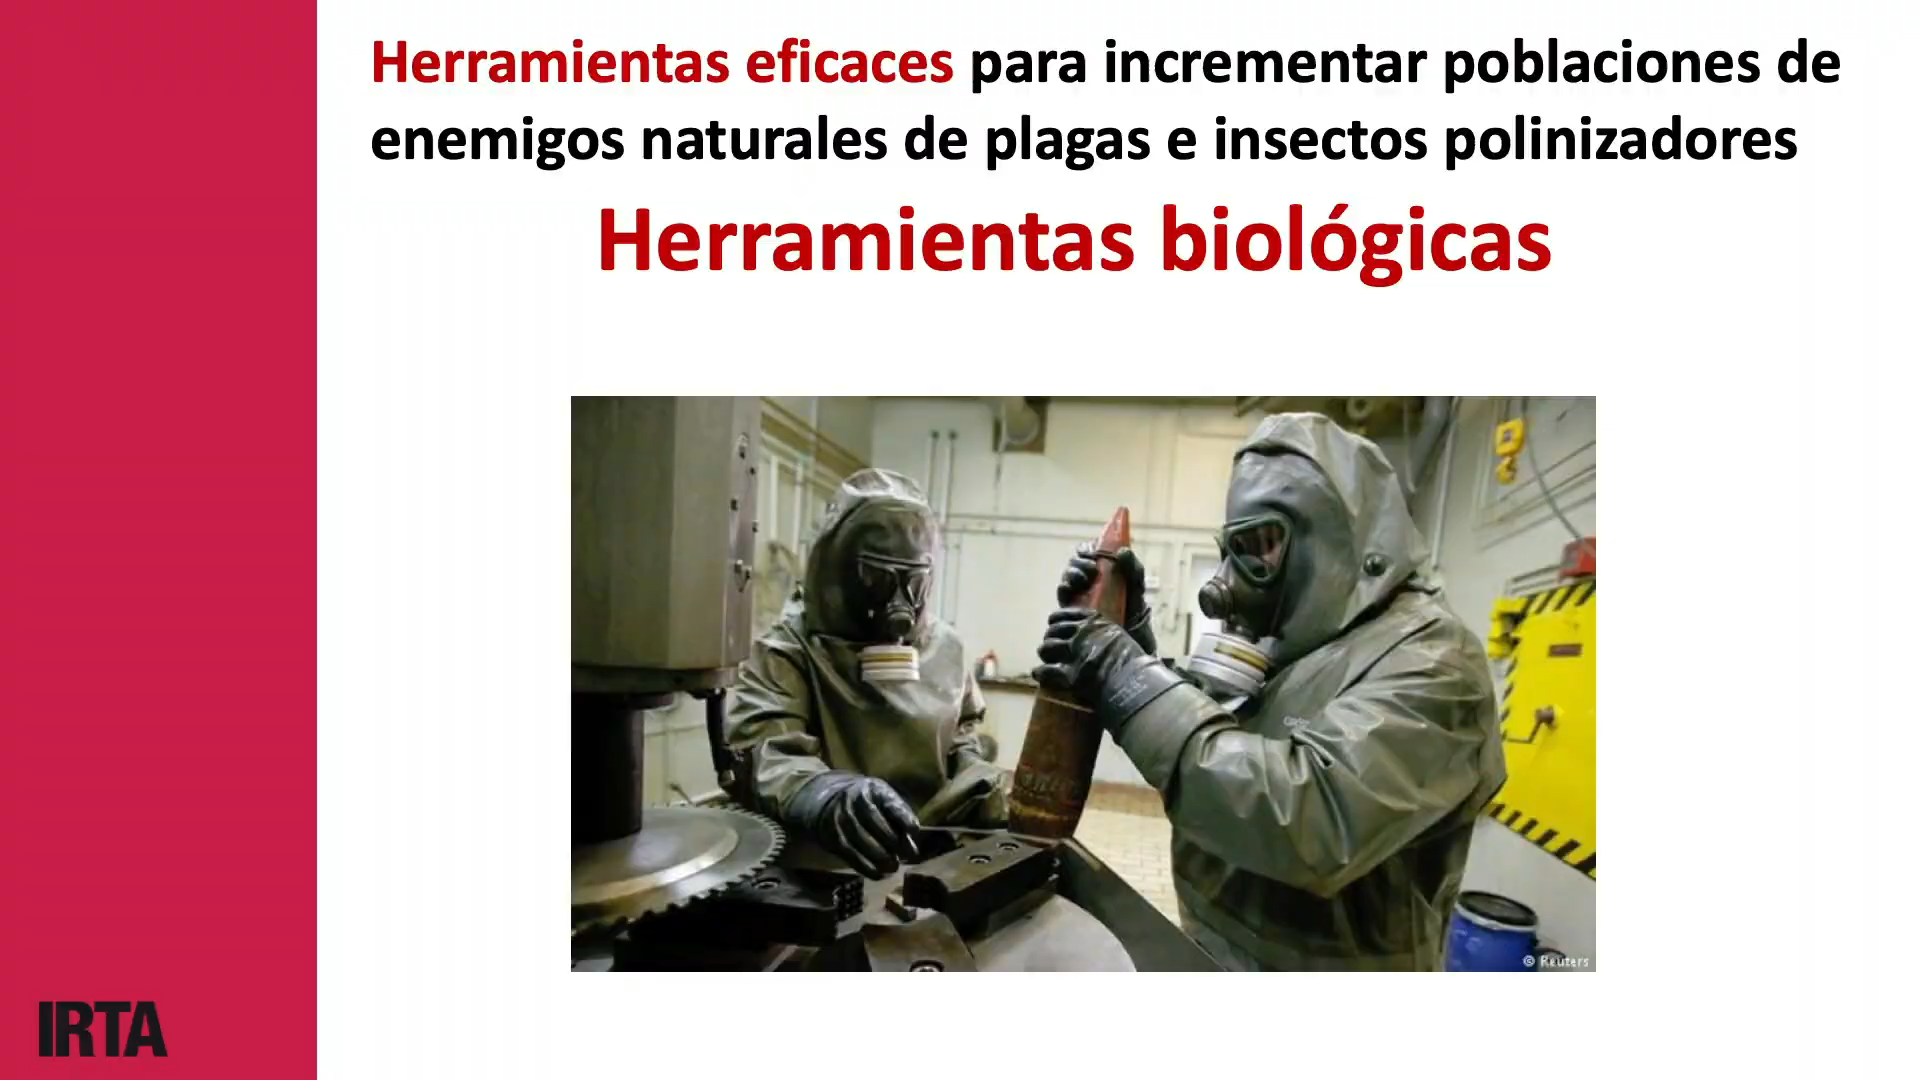 Herramientas eficaces para incrementar poblaciones de
enemigos naturales de plagas e insectos polinizadores
Herramientas biológicas
© Reuters
IRTA